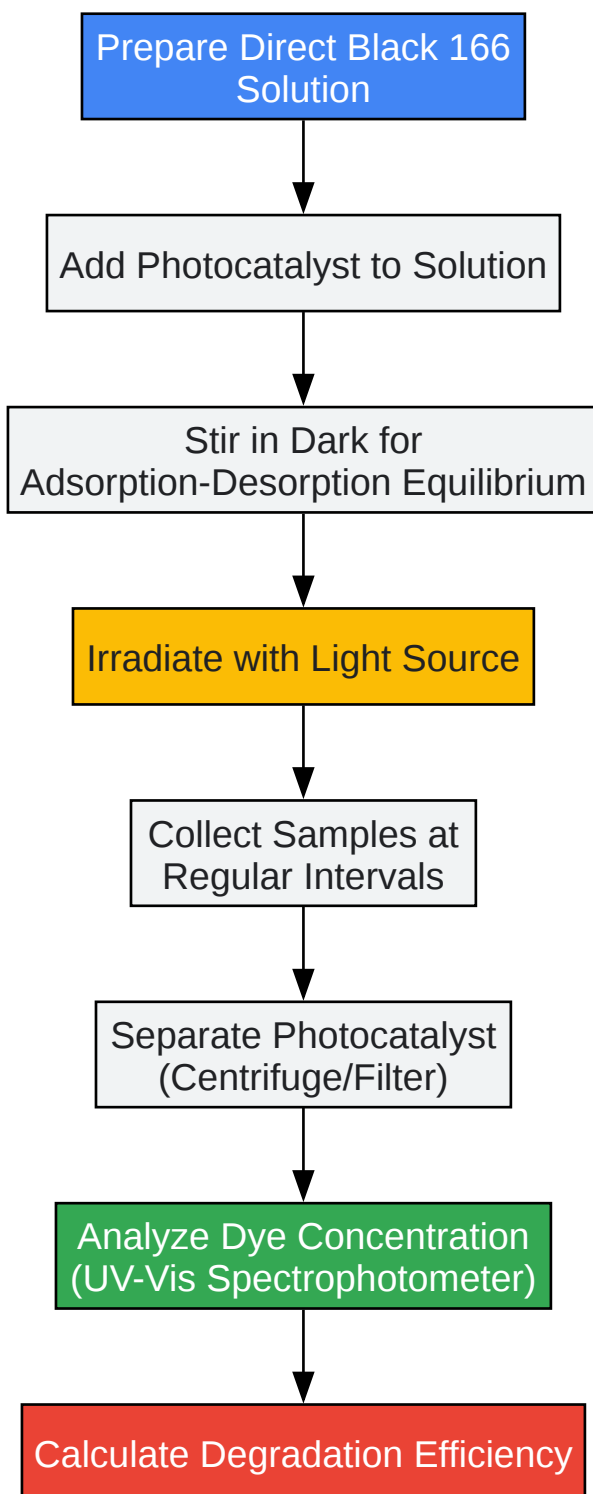 Prepare Direct Black 166
Solution
Add Photocatalyst to Solution
Stir in Dark for
Adsorption-Desorption Equilibrium
Irradiate with Light Source
Collect Samples at
Regular Intervals
Separate Photocatalyst
(Centrifuge/Filter)
Analyze Dye Concentration
(UV-Vis Spectrophotometer)
Calculate Degradation Efficiency